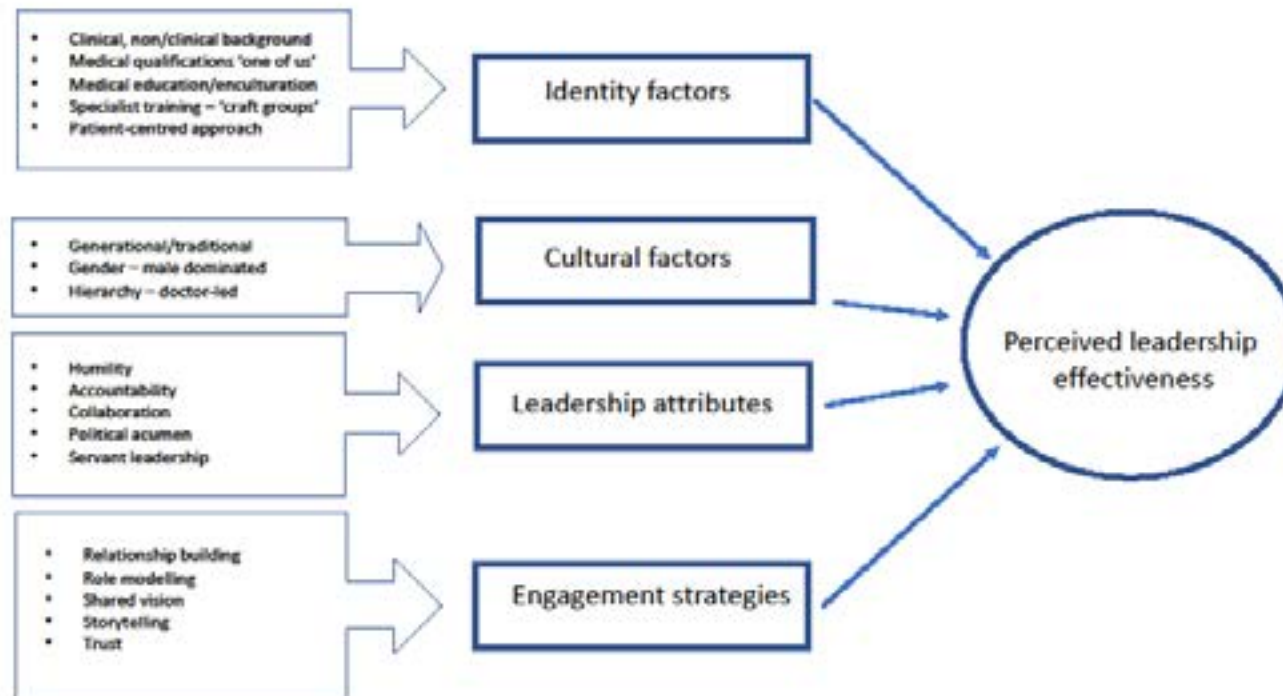 • Clinical, non/clinical background
• Medical qualifications 'one of us'
• Medical education/enculturation
• Specialist training – 'craft groups'
• Patient-centred approach
Identity factors
• Generational/traditional
• Gender – male dominated
• Hierarchy – doctor-led
Cultural factors
• Humility
• Accountability
• Collaboration
• Political acumen
• Servant leadership
Leadership attributes
• Relationship building
• Role modelling
• Shared vision
• Storytelling
• Trust
Engagement strategies
Perceived leadership
effectiveness